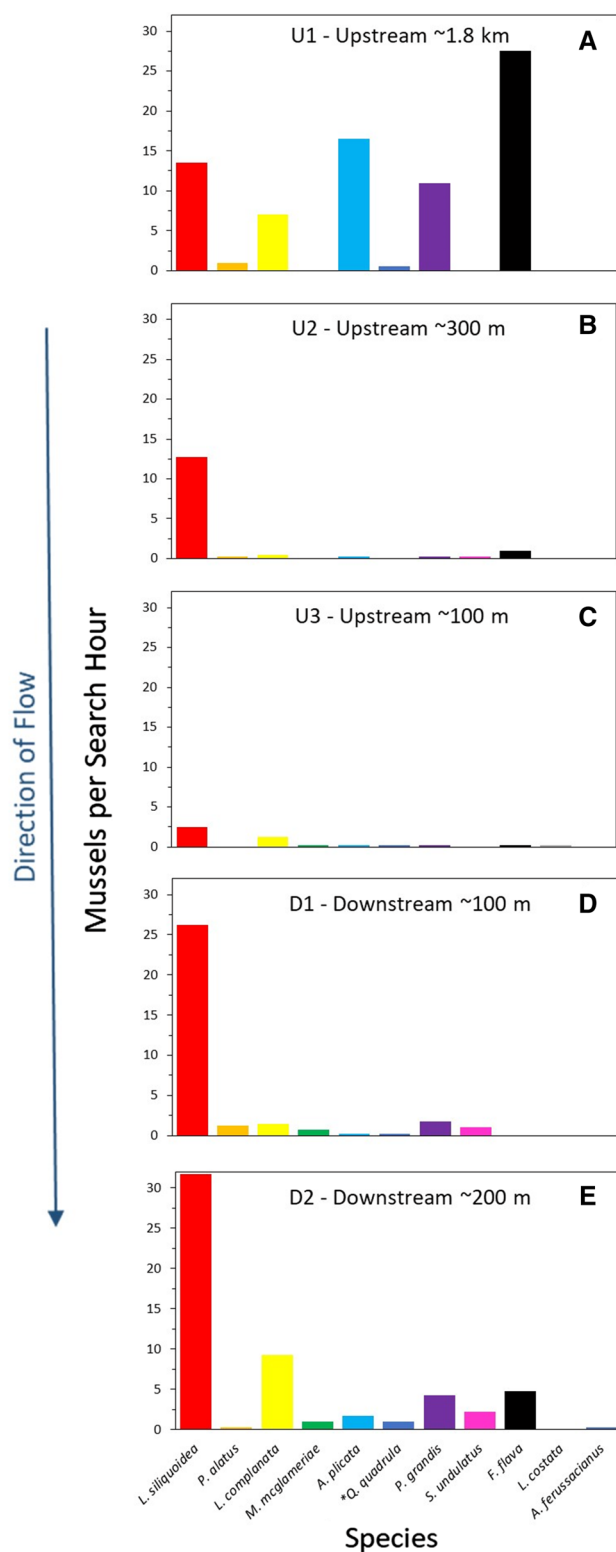 U1 - Upstream ~1.8 km
A
30
25
20
15
10
5
0
U2 - Upstream ~300 m
B
30
25
20
15
10
5
0
U3 - Upstream ~100 m
C
30
25
20
15
10
5
0
D1 - Downstream ~100 m
D
30
25
20
15
10
5
0
D2 - Downstream ~200 m
E
30
25
20
15
10
5
0
Direction of Flow
Mussels per Search Hour
L. siliquoidea
P. alatus
L. complanata
M. mcglameriae
A. plicata
*Q. quadrula
P. grandis
S. undulatus
F. flava
L. costata
A. ferussacianus
Species